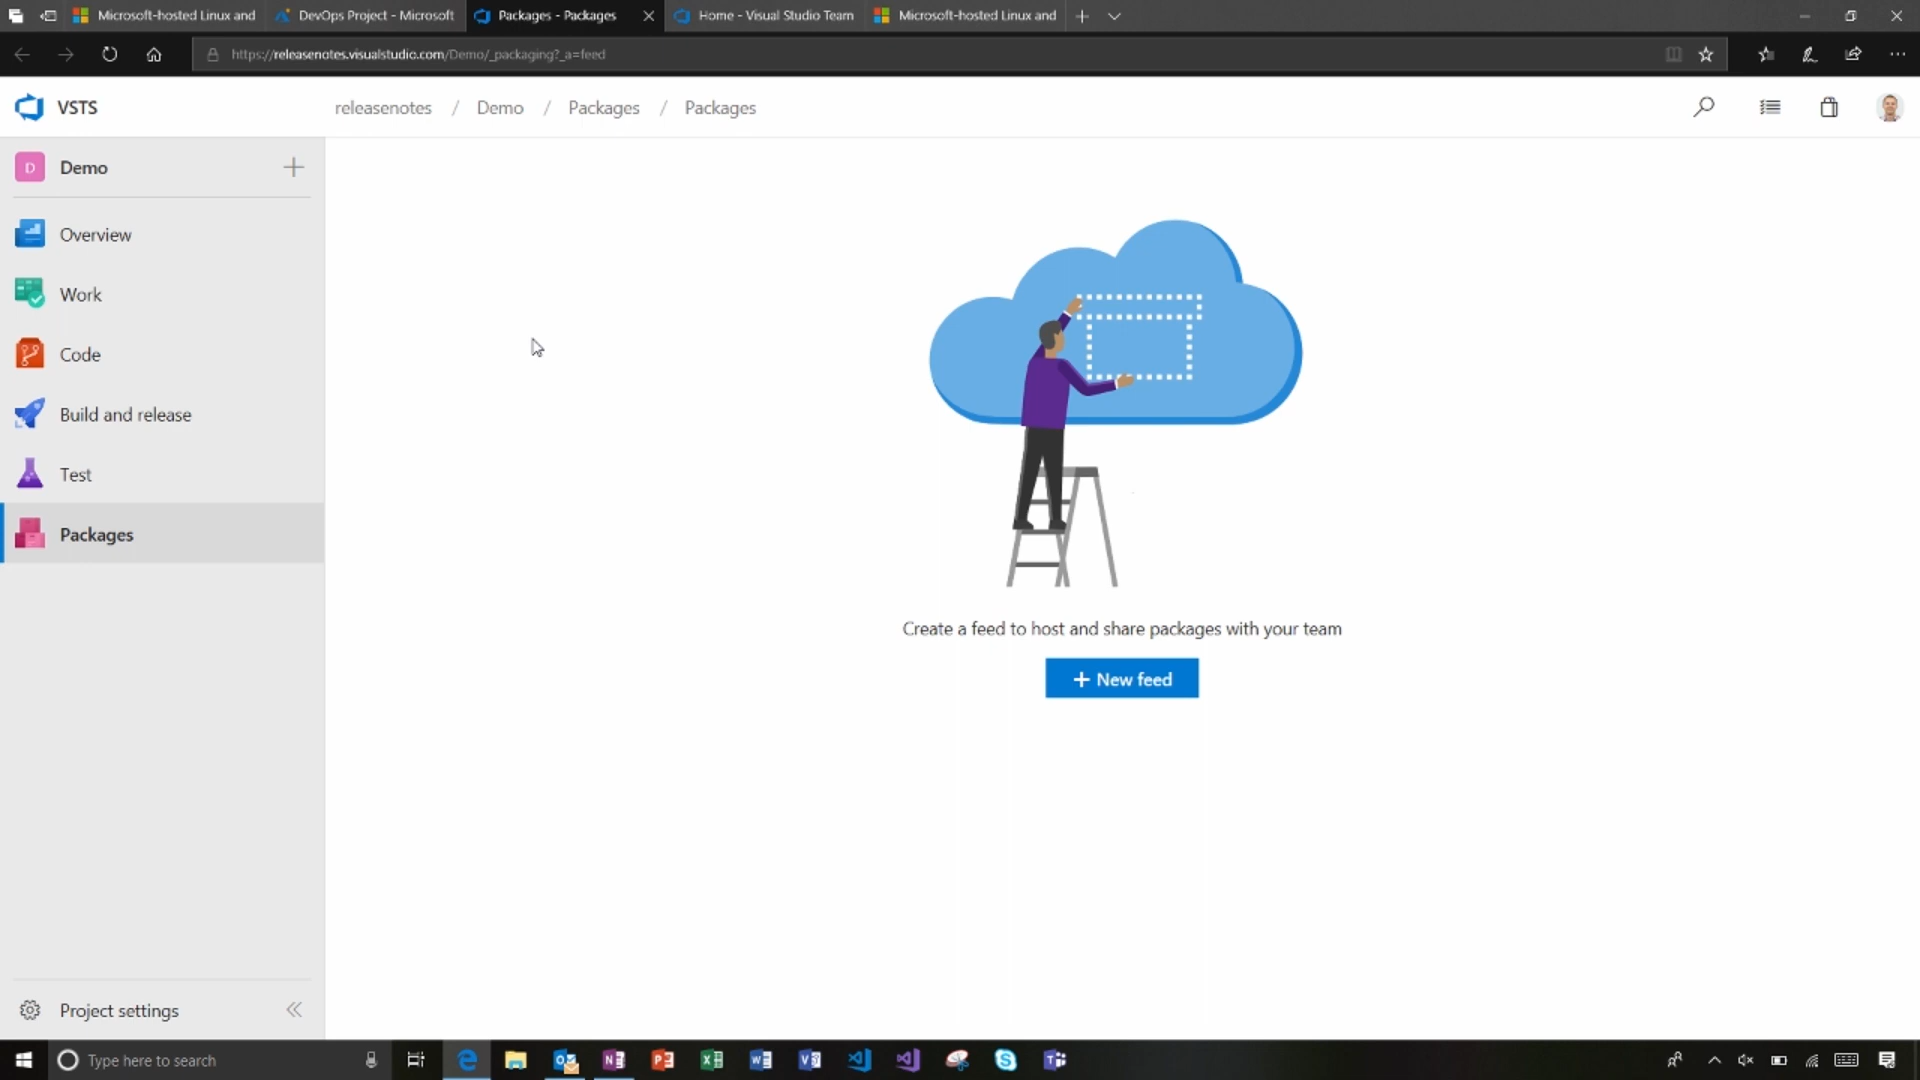 Microsoft-hosted Linux and
DevOps Project - Microsoft
Packages - Packages
Home - Visual Studio Team
Microsoft-hosted Linux and
https://releasenotes.visualstudio.com/Demo/_packaging?_a=feed
VSTS
releasenotes / Demo / Packages / Packages
D Demo
Overview
Work
Code
Build and release
Test
Packages
Create a feed to host and share packages with your team
+ New feed
Project settings
Type here to search